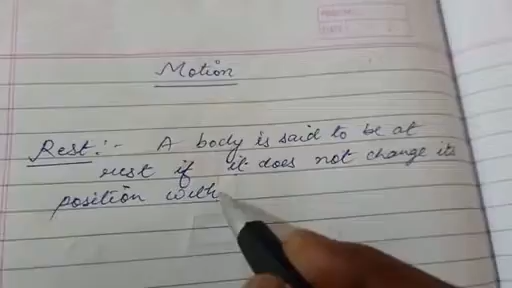 Motion
Rest :- A body is said to be at
rest if it does not change its
position with